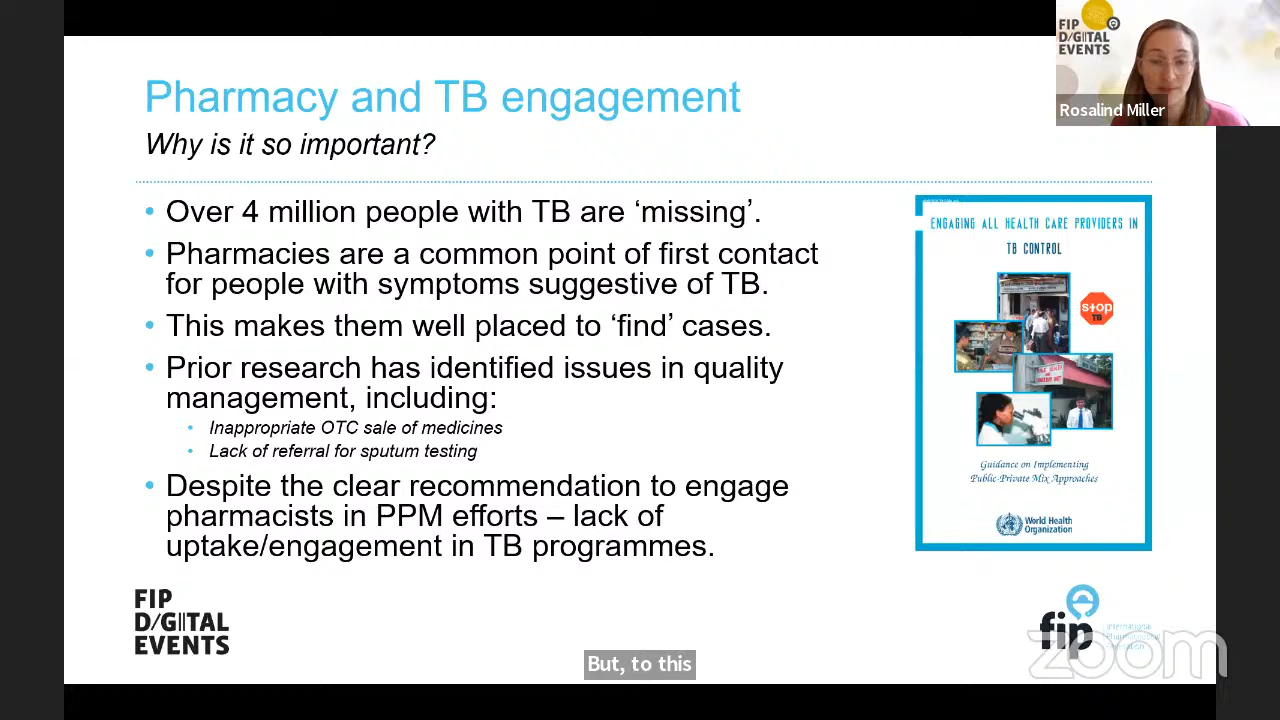 Pharmacy and TB engagement
Why is it so important?
• Over 4 million people with TB are ‘missing’.
• Pharmacies are a common point of first contact
for people with symptoms suggestive of TB.
• This makes them well placed to ‘find’ cases.
• Prior research has identified issues in quality
management, including:
• Inappropriate OTC sale of medicines
• Lack of referral for sputum testing
• Despite the clear recommendation to engage
pharmacists in PPM efforts – lack of
uptake/engagement in TB programmes.
ENGAGING ALL HEALTH CARE PROVIDERS IN
TB CONTROL
stop
TB
Guidance on Implementing
Public-Private Mix Approaches
World Health
Organization
FIP
DIGITAL
EVENTS
Rosalind Miller
FIP
DIGITAL
EVENTS
fip
International
Pharmaceutical
Federation
zoom
But, to this